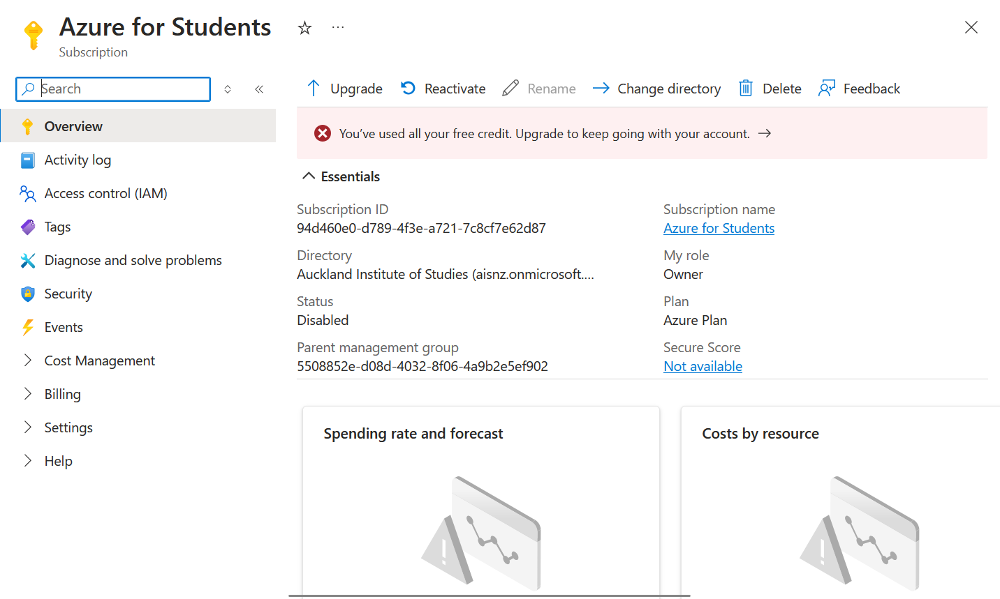 Azure for Students
Subscription
Search
Overview
Activity log
Access control (IAM)
Tags
Diagnose and solve problems
Security
Events
Cost Management
Billing
Settings
Help
Upgrade
Reactivate
Rename
Change directory
Delete
Feedback
You've used all your free credit. Upgrade to keep going with your account.
Essentials
Subscription ID
94d460e0-d789-4f3e-a721-7c8cf7e62d87
Directory
Auckland Institute of Studies (aisnz.onmicrosoft....
Status
Disabled
Parent management group
5508852e-d08d-4032-8f06-4a9b2e5ef902
Subscription name
Azure for Students
My role
Owner
Plan
Azure Plan
Secure Score
Not available
Spending rate and forecast
Costs by resource